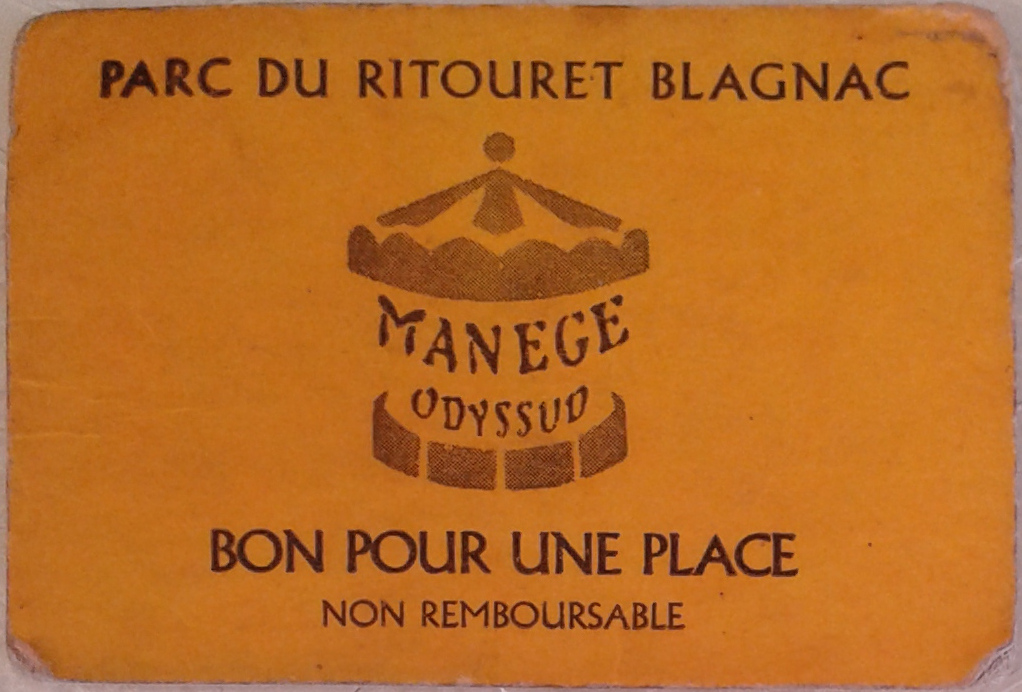 PARC DU RITOURET BLAGNAC
MANEGE
ODYSSUD
BON POUR UNE PLACE
NON REMBOURSABLE